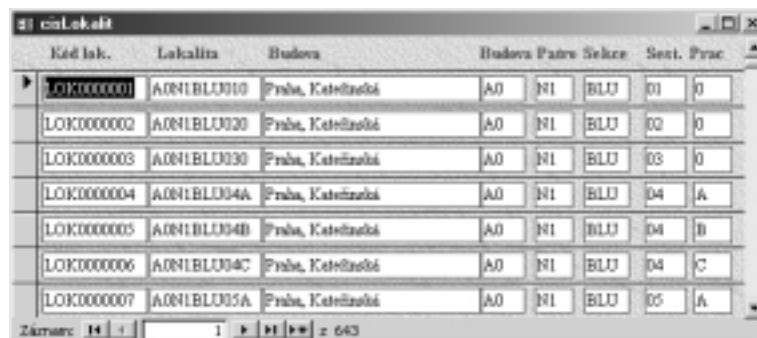 cisLokalit
Kód lok. Lokalita Budova Budova Patro Sekce Sest. Prac
LOK0000001 A0N1BLU010 Praha, Kateřinská A0 N1 BLU 01 0
LOK0000002 A0N1BLU020 Praha, Kateřinská A0 N1 BLU 02 0
LOK0000003 A0N1BLU030 Praha, Kateřinská A0 N1 BLU 03 0
LOK0000004 A0N1BLU04A Praha, Kateřinská A0 N1 BLU 04 A
LOK0000005 A0N1BLU04B Praha, Kateřinská A0 N1 BLU 04 B
LOK0000006 A0N1BLU04C Praha, Kateřinská A0 N1 BLU 04 C
LOK0000007 A0N1BLU05A Praha, Kateřinská A0 N1 BLU 05 A
Záznam: 1 z 643